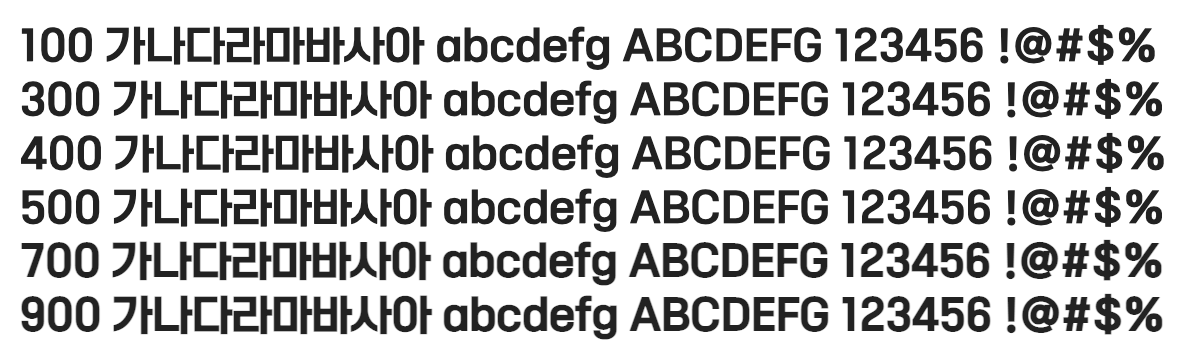 100 가나다라마바사아 abcdefg ABCDEFG 123456 !@#$%
300 가나다라마바사아 abcdefg ABCDEFG 123456 !@#$%
400 가나다라마바사아 abcdefg ABCDEFG 123456 !@#$%
500 가나다라마바사아 abcdefg ABCDEFG 123456 !@#$%
700 가나다라마바사아 abcdefg ABCDEFG 123456 !@#$%
900 가나다라마바사아 abcdefg ABCDEFG 123456 !@#$%